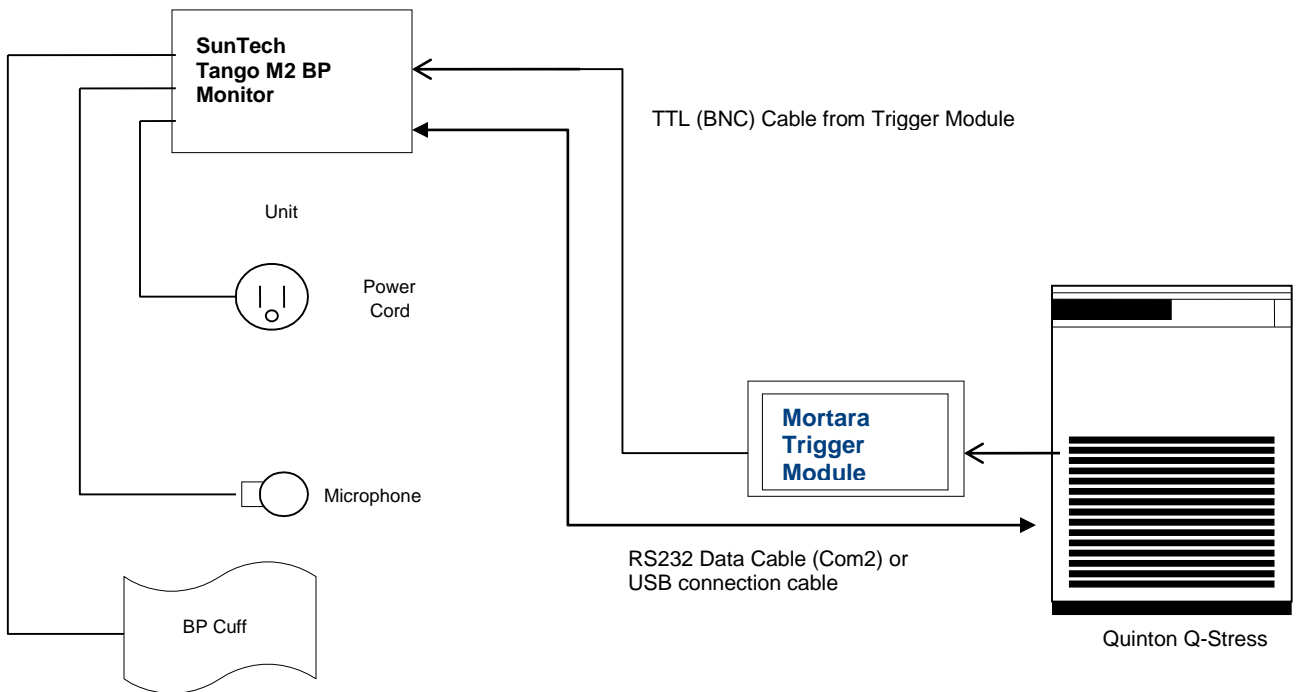 SunTech
Tango M2 BP
Monitor
TTL (BNC) Cable from Trigger Module
Unit
Power
Cord
Mortara
Trigger
Module
Microphone
RS232 Data Cable (Com2) or
USB connection cable
BP Cuff
Quinton Q-Stress